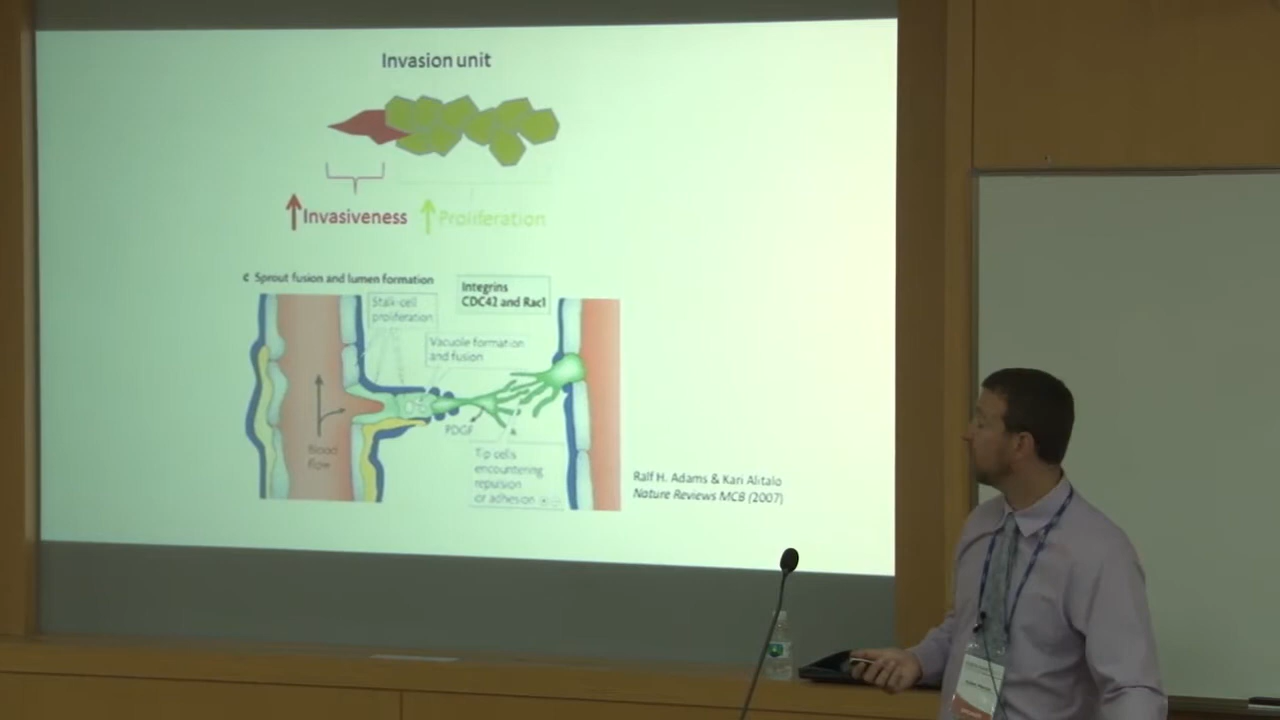 Invasion unit
Invasiveness
Proliferation
c Sprout fusion and lumen formation
Integrins
CDC42 and Rac1
Stalk-cell
proliferation
Vacuole formation
and fusion
Blood
flow
PDGF
Tip cells
encountering
repulsion
or adhesion
Ralf H. Adams & Kari Alitalo
Nature Reviews MCB (2007)